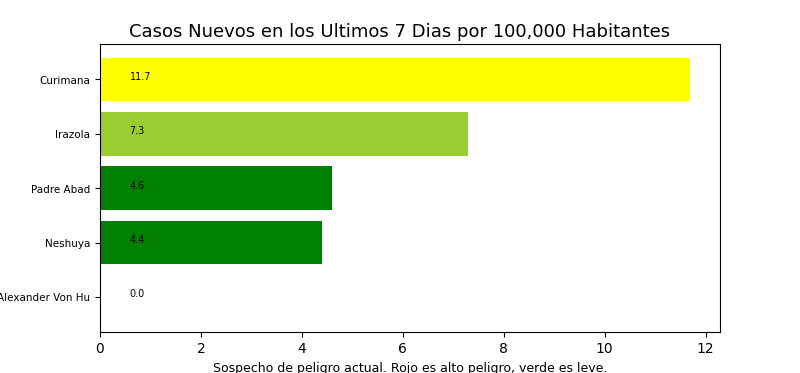 Casos Nuevos en los Ultimos 7 Dias por 100,000 Habitantes
Curimana 11.7
Irazola 7.3
Padre Abad 4.6
Neshuya 4.4
Alexander Von Hu 0.0
0 2 4 6 8 10 12
Sospecho de peligro actual. Rojo es alto peligro, verde es leve.